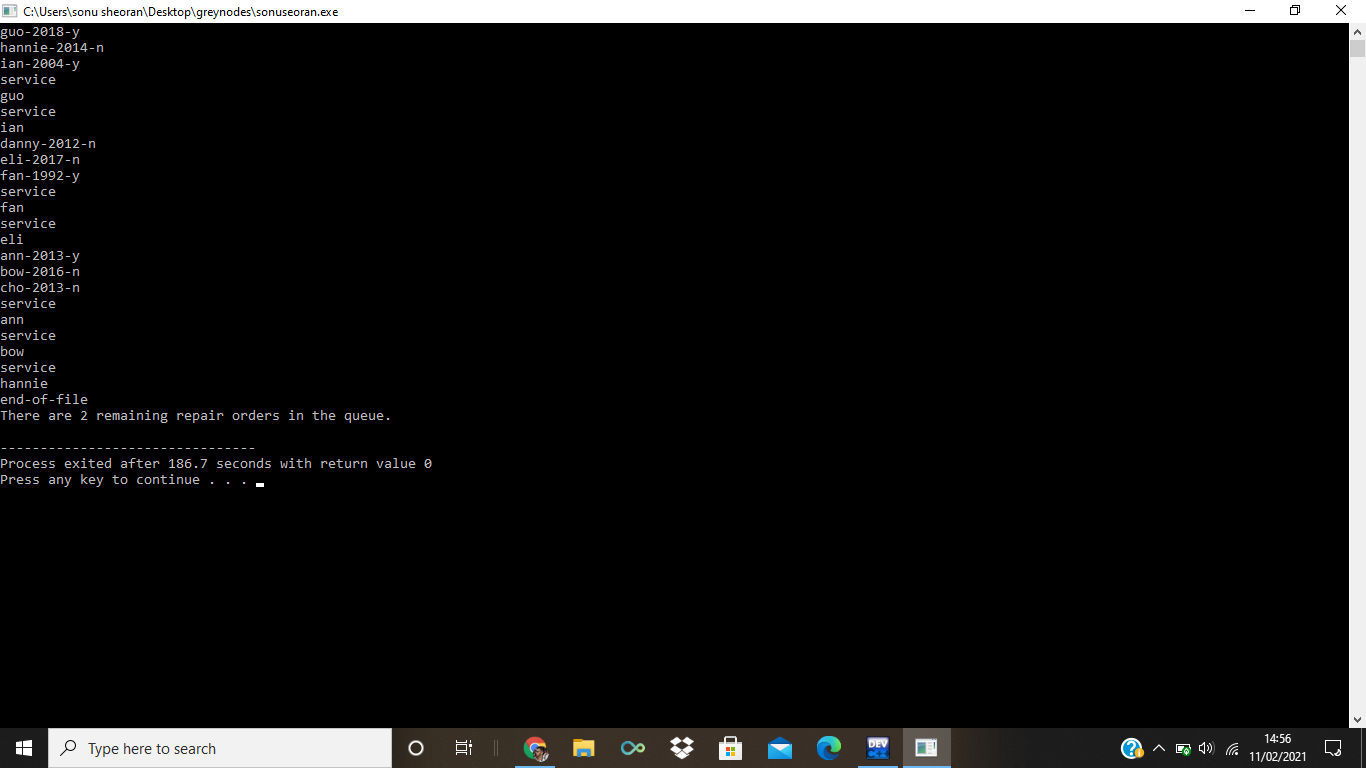 C:\Users\sonu sheoran\Desktop\greynodes\sonuseoran.exe
guo-2018-y
hannie-2014-n
ian-2004-y
service
guo
service
ian
danny-2012-n
eli-2017-n
fan-1992-y
service
fan
service
eli
ann-2013-y
bow-2016-n
cho-2013-n
service
ann
service
bow
service
hannie
end-of-file
There are 2 remaining repair orders in the queue.
--------------------------------
Process exited after 186.7 seconds with return value 0
Press any key to continue . . .
Type here to search
DEV
C++
14:56
11/02/2021